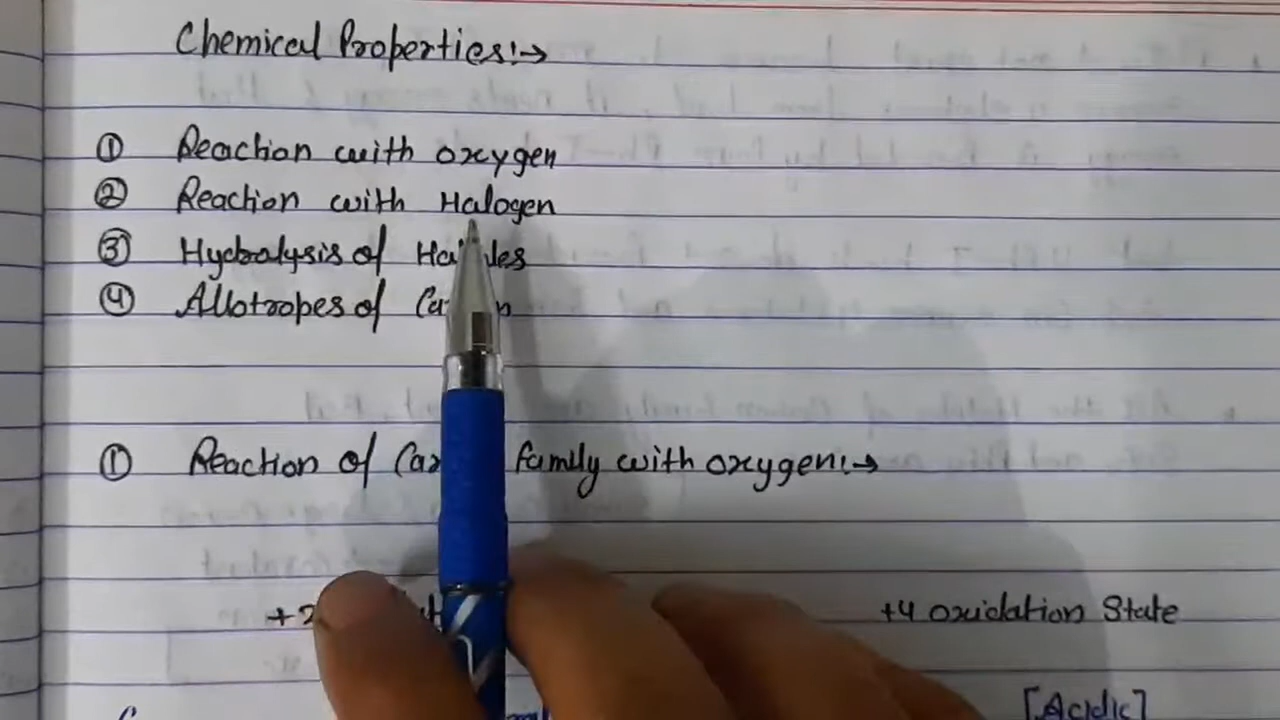 Chemical Properties:→
① Reaction with oxygen
② Reaction with Halogen
③ Hydralysis of
④ Allotropes of
① Reaction of family with oxygen:→
+4 oxidation State
[Acidic]